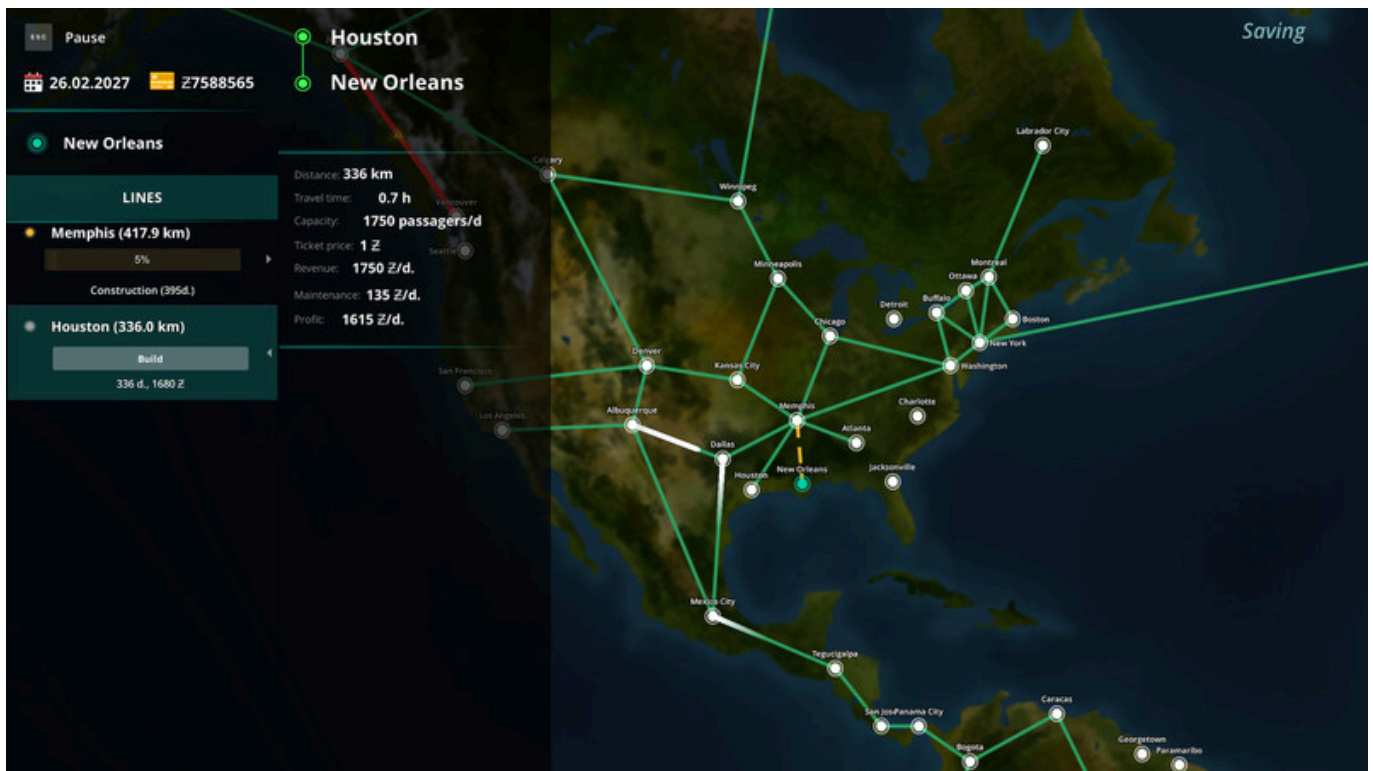 ESC Pause
26.02.2027 Ƶ7588565
New Orleans
LINES
Memphis (417.9 km)
5%
Construction (395d.)
Houston (336.0 km)
Build
336 d., 1680 Ƶ
Houston
New Orleans
Distance: 336 km
Travel time: 0.7 h
Capacity: 1750 passagers/d
Ticket price: 1 Ƶ
Revenue: 1750 Ƶ/d.
Maintenance: 135 Ƶ/d.
Profit: 1615 Ƶ/d.
Saving
Labrador City
Calgary
Winnipeg
Vancouver
Seattle
Minneapolis
Montreal
Ottawa
Buffalo
Detroit
Boston
Chicago
New York
Denver
Kansas City
Washington
San Francisco
Memphis
Charlotte
Los Angeles
Albuquerque
Atlanta
Dallas
Houston
New Orleans
Jacksonville
Mexico City
Tegucigalpa
Caracas
San José
Panama City
Bogota
Georgetown
Paramaribo